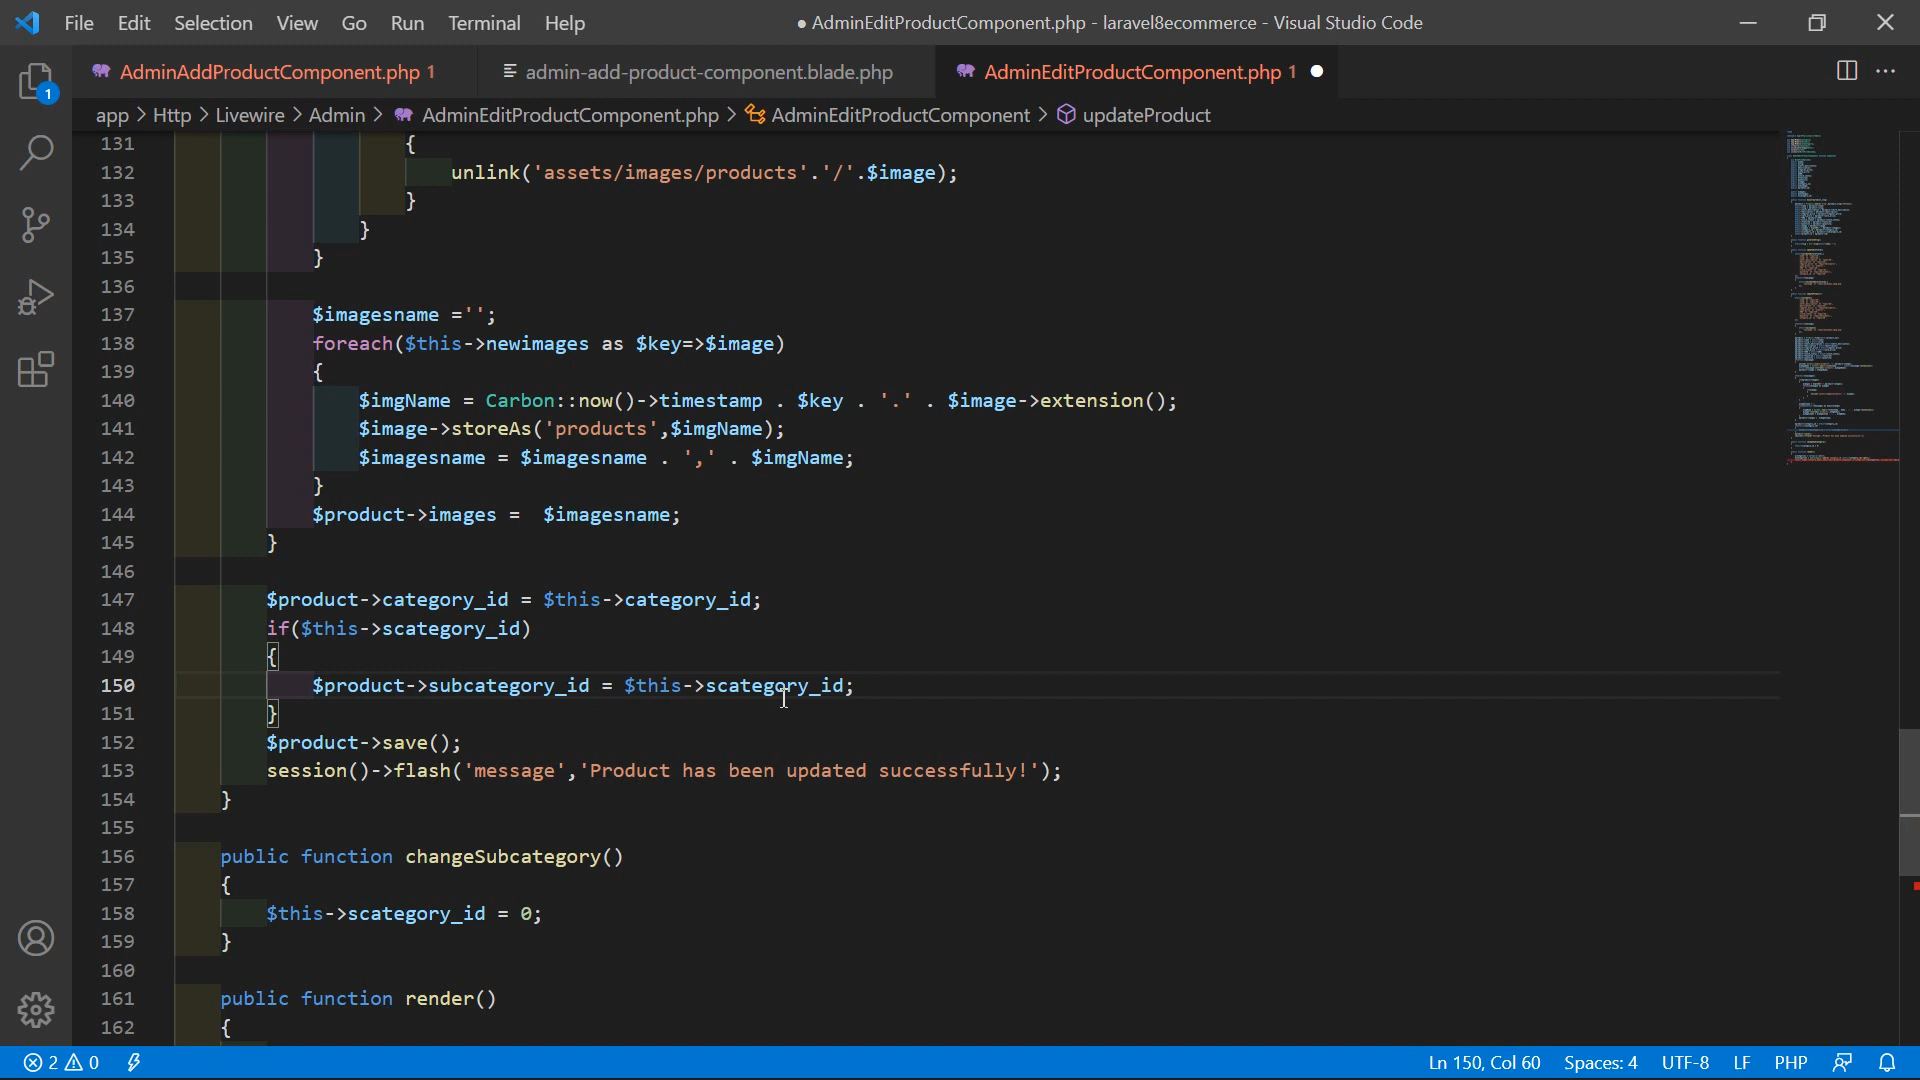 File Edit Selection View Go Run Terminal Help ● AdminEditProductComponent.php - laravel8ecommerce - Visual Studio Code
AdminAddProductComponent.php 1 admin-add-product-component.blade.php AdminEditProductComponent.php 1 ●
app > Http > Livewire > Admin > AdminEditProductComponent.php > AdminEditProductComponent > updateProduct
1
131 {
132 unlink('assets/images/products'.'/'.$image);
133 }
134 }
135 }
136
137 $imagesname ='';
138 foreach($this->newimages as $key=>$image)
139 {
140 $imgName = Carbon::now()->timestamp . $key . '.' . $image->extension();
141 $image->storeAs('products',$imgName);
142 $imagesname = $imagesname . ',' . $imgName;
143 }
144 $product->images =  $imagesname;
145 }
146
147 $product->category_id = $this->category_id;
148 if($this->scategory_id)
149 {
150 $product->subcategory_id = $this->scategory_id;
151 }
152 $product->save();
153 session()->flash('message','Product has been updated successfully!');
154 }
155
156 public function changeSubcategory()
157 {
158 $this->scategory_id = 0;
159 }
160
161 public function render()
162 {
2 0 Ln 150, Col 60 Spaces: 4 UTF-8 LF PHP